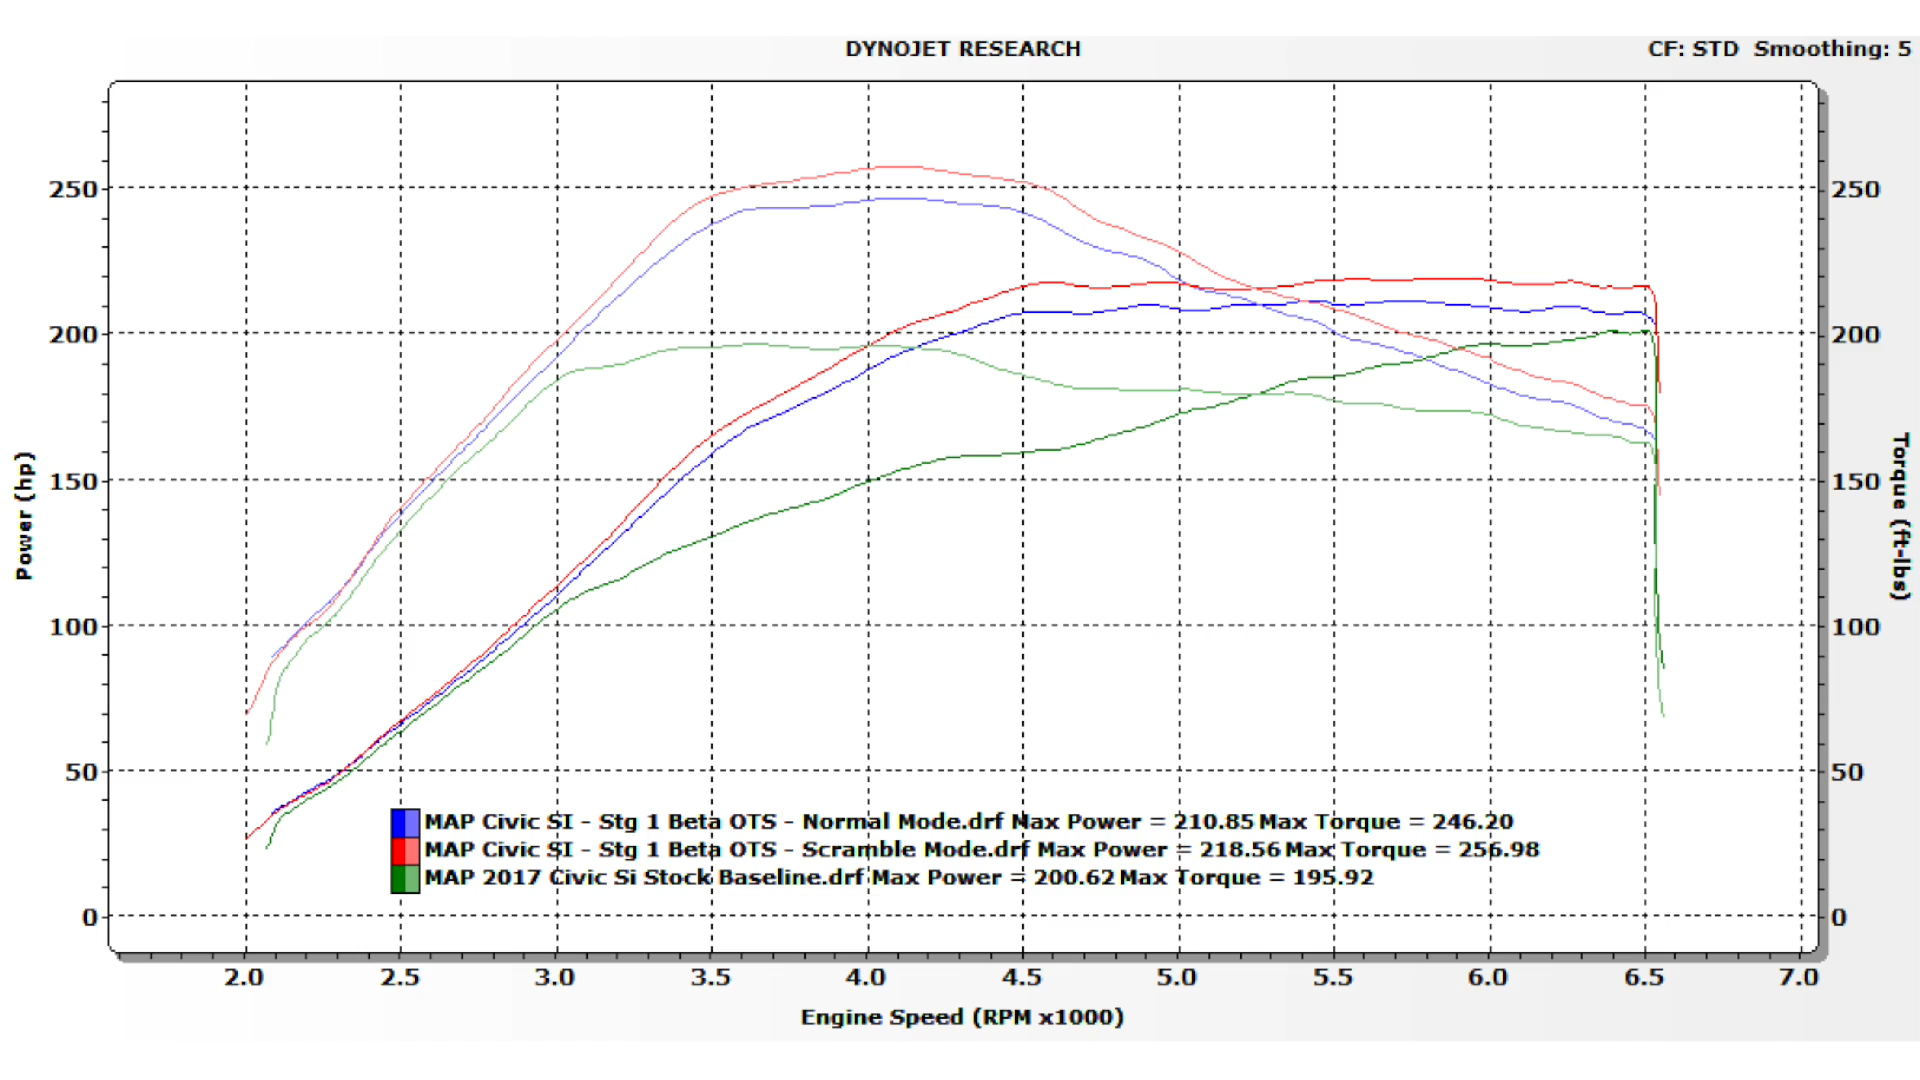 DYNOJET RESEARCH
CF: STD Smoothing: 5
250
200
150
100
50
0
Power (hp)
250
200
150
100
50
0
Torque (ft-lbs)
MAP Civic SI - Stg 1 Beta OTS - Normal Mode.drf Max Power = 210.85 Max Torque = 246.20
MAP Civic SI - Stg 1 Beta OTS - Scramble Mode.drf Max Power = 218.56 Max Torque = 256.98
MAP 2017 Civic Si Stock Baseline.drf Max Power = 200.62 Max Torque = 195.92
2.0 2.5 3.0 3.5 4.0 4.5 5.0 5.5 6.0 6.5 7.0
Engine Speed (RPM x1000)